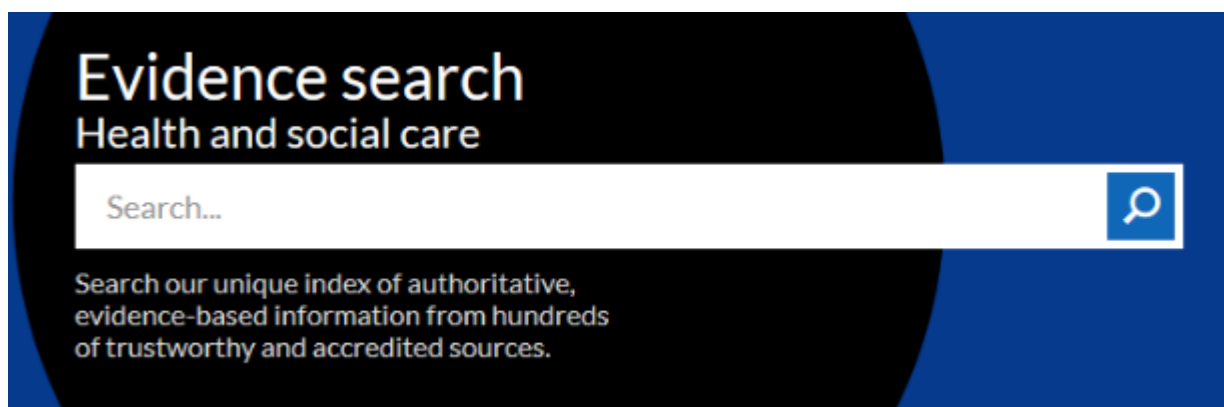 Evidence search
Health and social care
Search...
Search our unique index of authoritative,
evidence-based information from hundreds
of trustworthy and accredited sources.